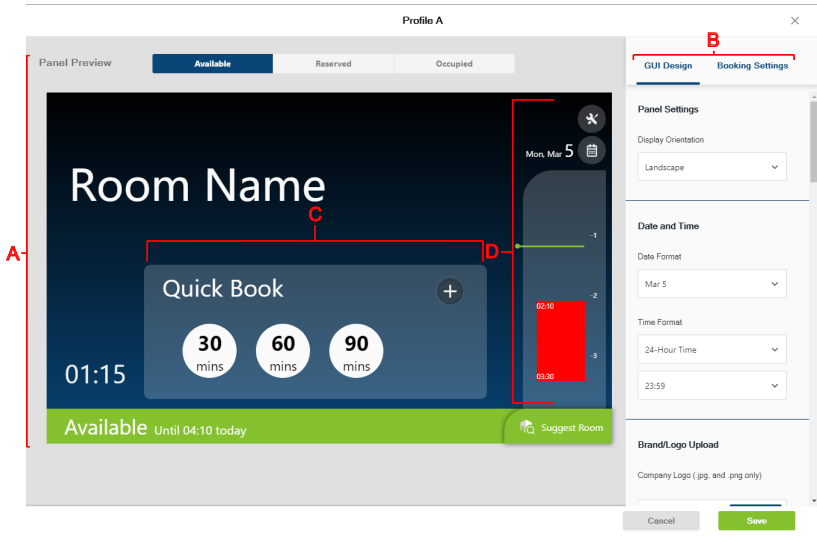 Profile A
A
B
Panel Preview
Available
Reserved
Occupied
GUI Design
Booking Settings
Room Name
Mon, Mar 5
C
D
-1
-2
-3
02:10
03:30
Quick Book
+
30 mins
60 mins
90 mins
01:15
Available Until 04:10 today
Suggest Room
Panel Settings
Display Orientation
Landscape
Date and Time
Date Format
Mar 5
Time Format
24-Hour Time
23:59
Brand/Logo Upload
Company Logo (.jpg, and .png only)
Cancel
Save